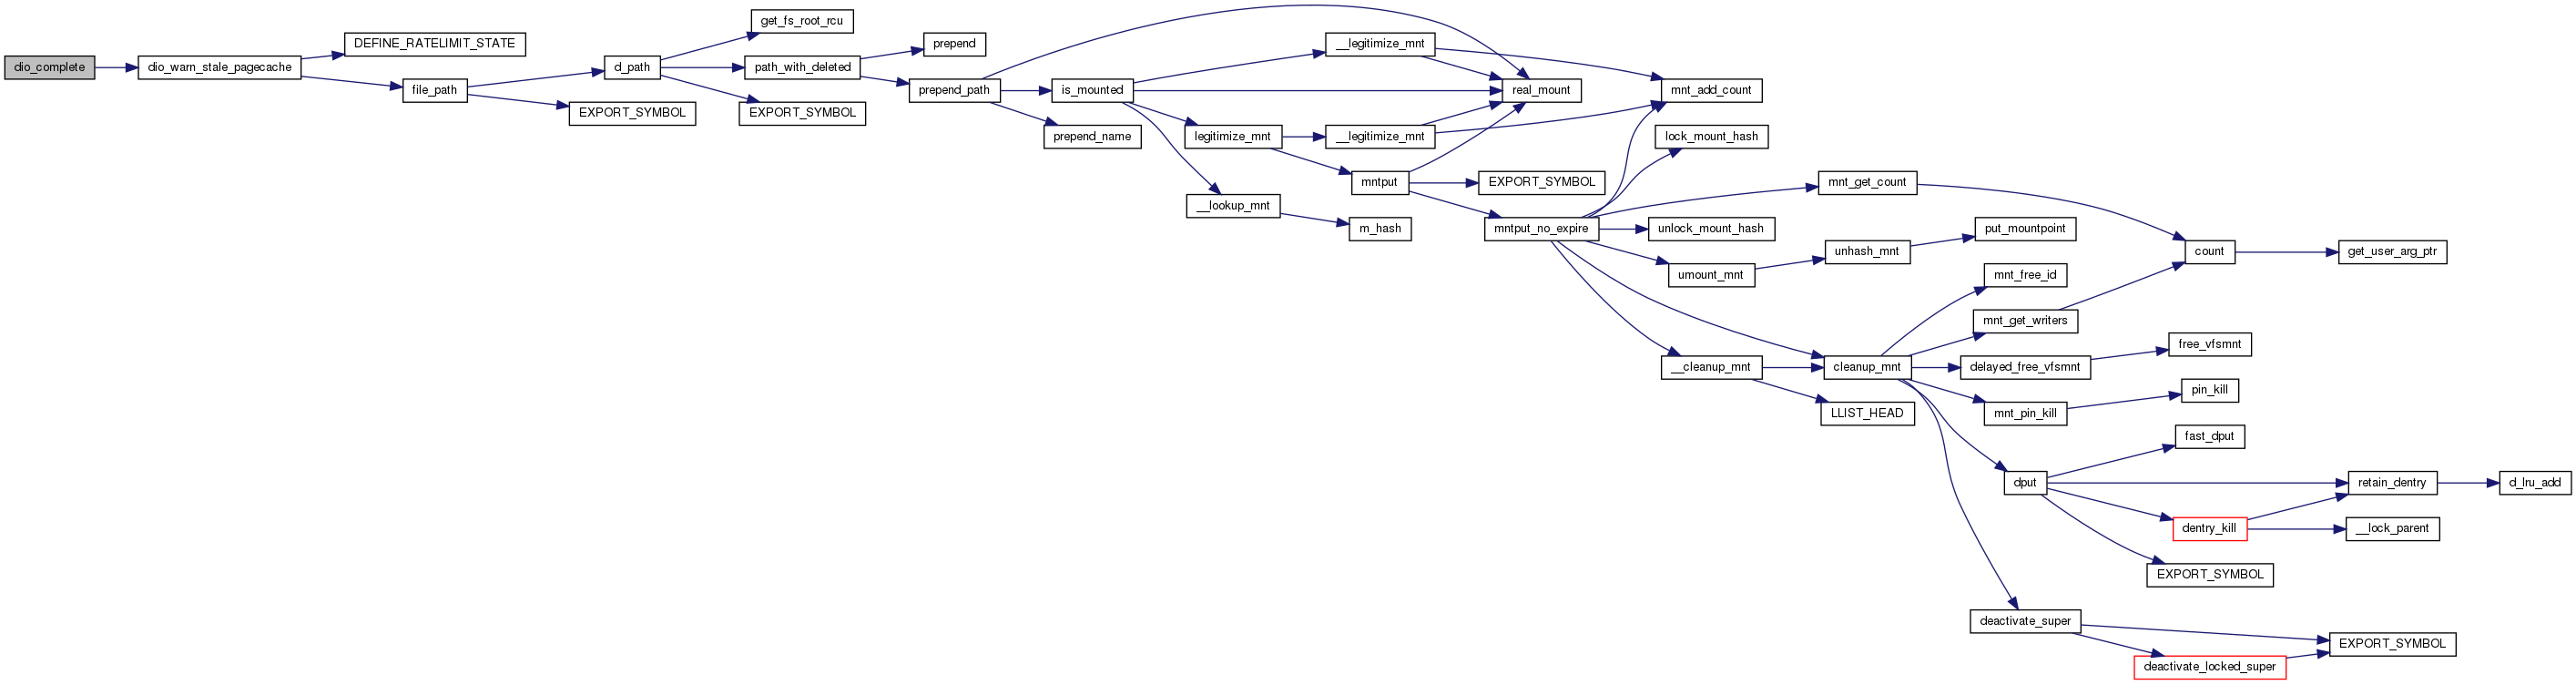 dio_complete
dio_warn_stale_pagecache
DEFINE_RATELIMIT_STATE
file_path
d_path
EXPORT_SYMBOL
get_fs_root_rcu
path_with_deleted
EXPORT_SYMBOL
prepend
prepend_path
is_mounted
prepend_name
__legitimize_mnt
real_mount
mnt_add_count
legitimize_mnt
__legitimize_mnt
lock_mount_hash
mntput
EXPORT_SYMBOL
__lookup_mnt
m_hash
mntput_no_expire
mnt_get_count
unlock_mount_hash
umount_mnt
unhash_mnt
put_mountpoint
count
get_user_arg_ptr
mnt_free_id
mnt_get_writers
__cleanup_mnt
cleanup_mnt
LLIST_HEAD
delayed_free_vfsmnt
free_vfsmnt
mnt_pin_kill
pin_kill
dput
fast_dput
retain_dentry
d_lru_add
dentry_kill
__lock_parent
EXPORT_SYMBOL
deactivate_super
EXPORT_SYMBOL
deactivate_locked_super